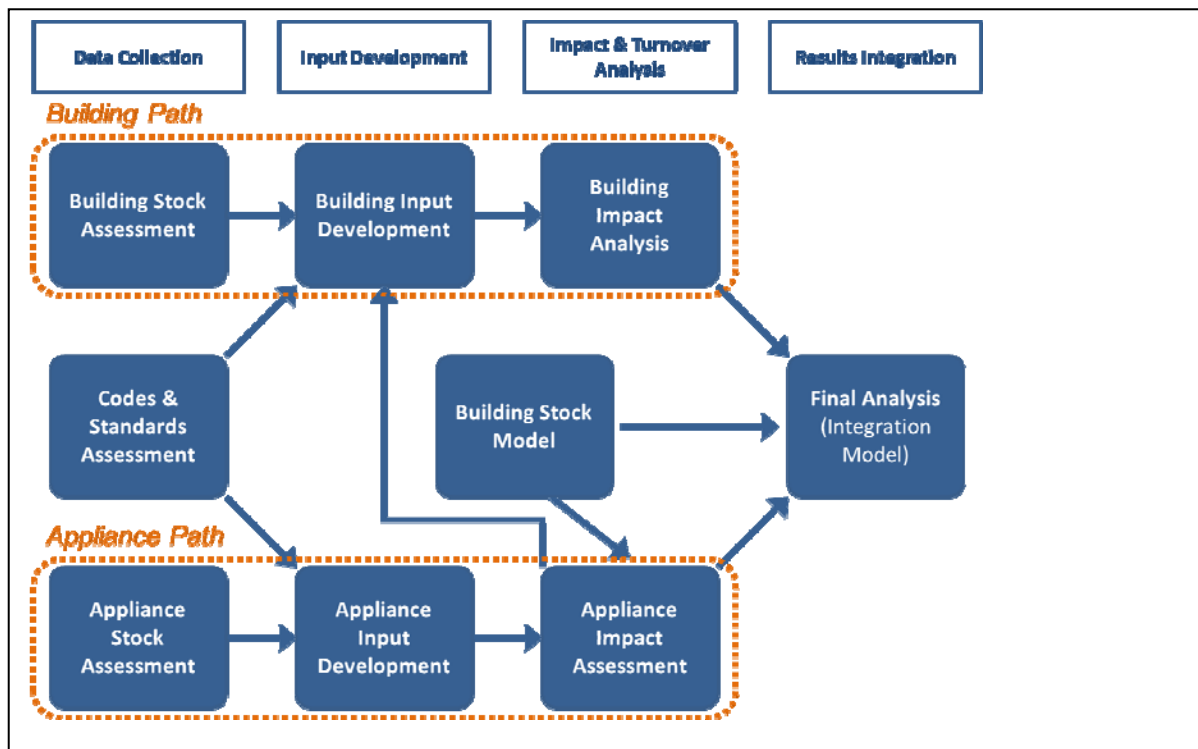 Data Collection
Input Development
Impact & Turnover
Analysis
Results Integration
Building Path
Building Stock
Assessment
Building Input
Development
Building
Impact
Analysis
Codes &
Standards
Assessment
Building Stock
Model
Final Analysis
(Integration
Model)
Appliance Path
Appliance
Stock
Assessment
Appliance
Input
Development
Appliance
Impact
Assessment